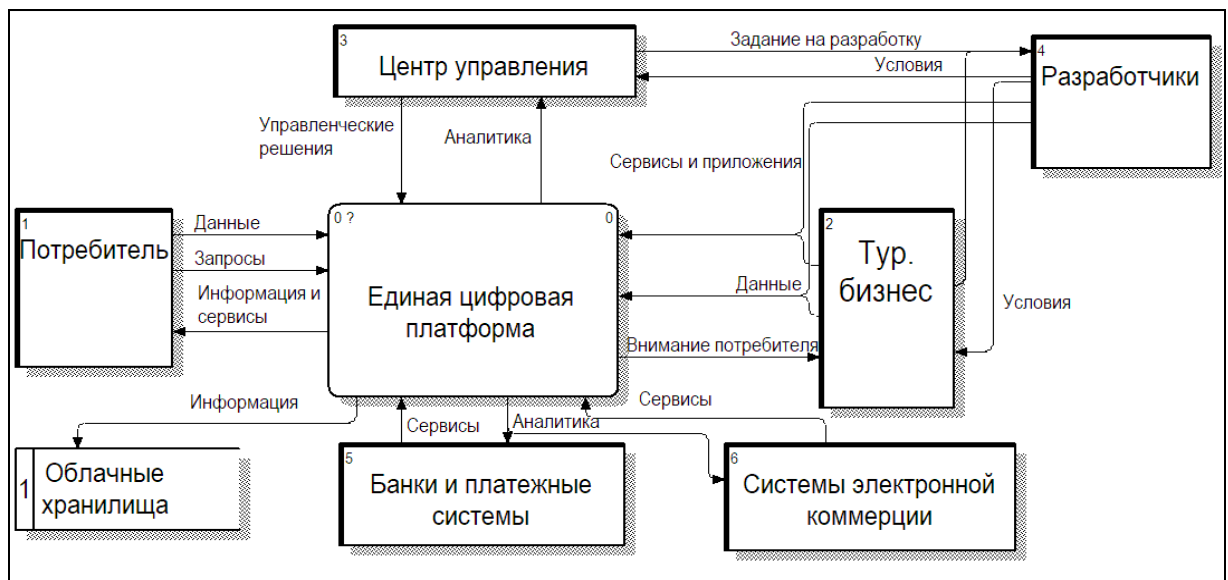 3
Центр управления
Задание на разработку
Условия
4
Разработчики
Управленческие
решения
Аналитика
Сервисы и приложения
1
Потребитель
Данные
Запросы
Информация и
сервисы
0 ?
0
Единая цифровая
платформа
2
Тур.
бизнес
Данные
Условия
Внимание потребителя
Информация
Сервисы
Аналитика
Сервисы
1
Облачные
хранилища
5
Банки и платежные
системы
6
Системы электронной
коммерции